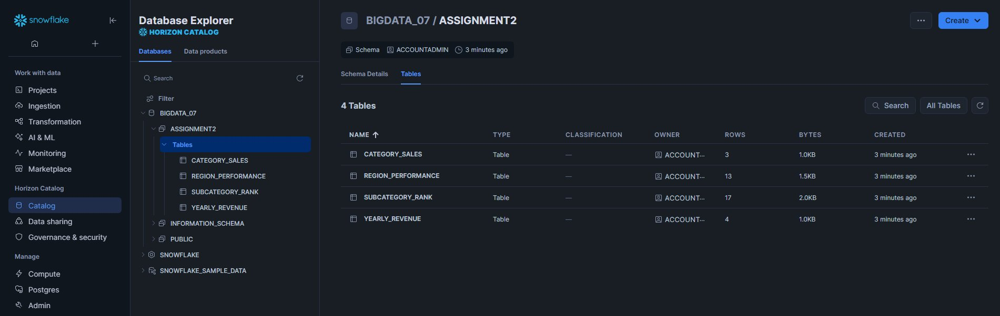 snowflake
Work with data
Projects
Ingestion
Transformation
AI & ML
Monitoring
Marketplace
Horizon Catalog
Catalog
Data sharing
Governance & security
Manage
Compute
Postgres
Admin
Database Explorer
HORIZON CATALOG
Databases Data products
Search
Filter
BIGDATA_07
ASSIGNMENT2
Tables
CATEGORY_SALES
REGION_PERFORMANCE
SUBCATEGORY_RANK
YEARLY_REVENUE
INFORMATION_SCHEMA
PUBLIC
SNOWFLAKE
SNOWFLAKE_SAMPLE_DATA
BIGDATA_07 / ASSIGNMENT2
... Create
Schema ACCOUNTADMIN 3 minutes ago
Schema Details Tables
4 Tables
Search All Tables
NAME TYPE CLASSIFICATION OWNER ROWS BYTES CREATED
CATEGORY_SALES Table — ACCOUNT... 3 1.0KB 3 minutes ago ...
REGION_PERFORMANCE Table — ACCOUNT... 13 1.5KB 3 minutes ago ...
SUBCATEGORY_RANK Table — ACCOUNT... 17 2.0KB 3 minutes ago ...
YEARLY_REVENUE Table — ACCOUNT... 4 1.0KB 3 minutes ago ...